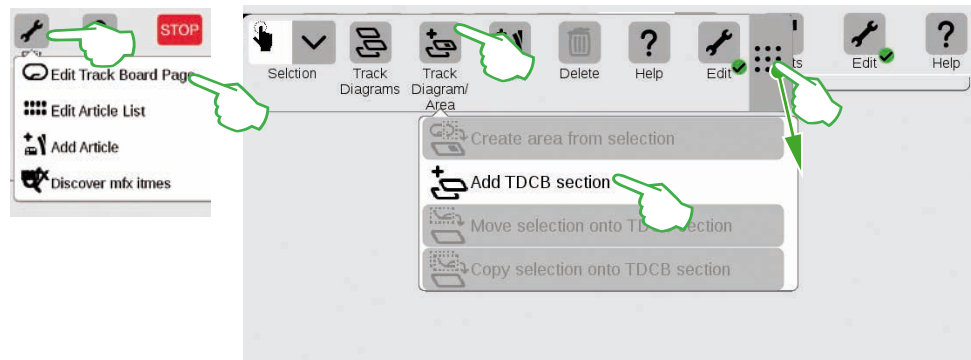 STOP
Edit
Edit Track Board Page
Edit Article List
Add Article
Discover mfx itmes
Selction
Track
Diagrams
Track
Diagram/
Area
Delete
Help
Edit
ts
Edit
Help
Create area from selection
Add TDCB section
Move selection onto TDCB section
Copy selection onto TDCB section